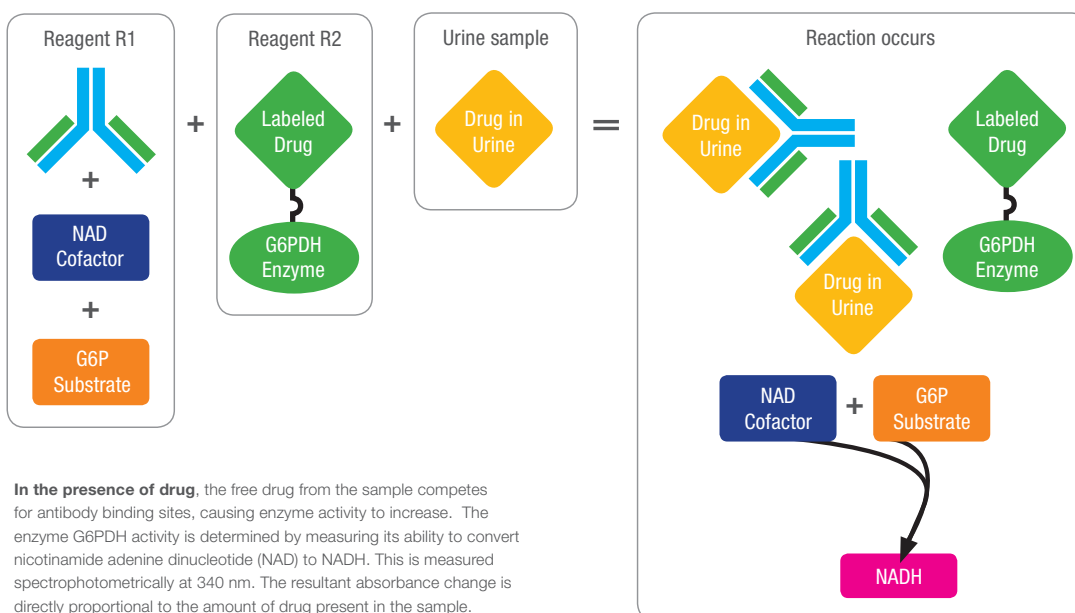 Reagent R1
NAD
Cofactor
G6P
Substrate
+
+
+
Reagent R2
Labeled
Drug
G6PDH
Enzyme
+
Urine sample
Drug in
Urine
=
Reaction occurs
Drug in
Urine
Drug in
Urine
Labeled
Drug
G6PDH
Enzyme
NAD
Cofactor
+
G6P
Substrate
NADH
In the presence of drug, the free drug from the sample competes
for antibody binding sites, causing enzyme activity to increase. The
enzyme G6PDH activity is determined by measuring its ability to convert
nicotinamide adenine dinucleotide (NAD) to NADH. This is measured
spectrophotometrically at 340 nm. The resultant absorbance change is
directly proportional to the amount of drug present in the sample.